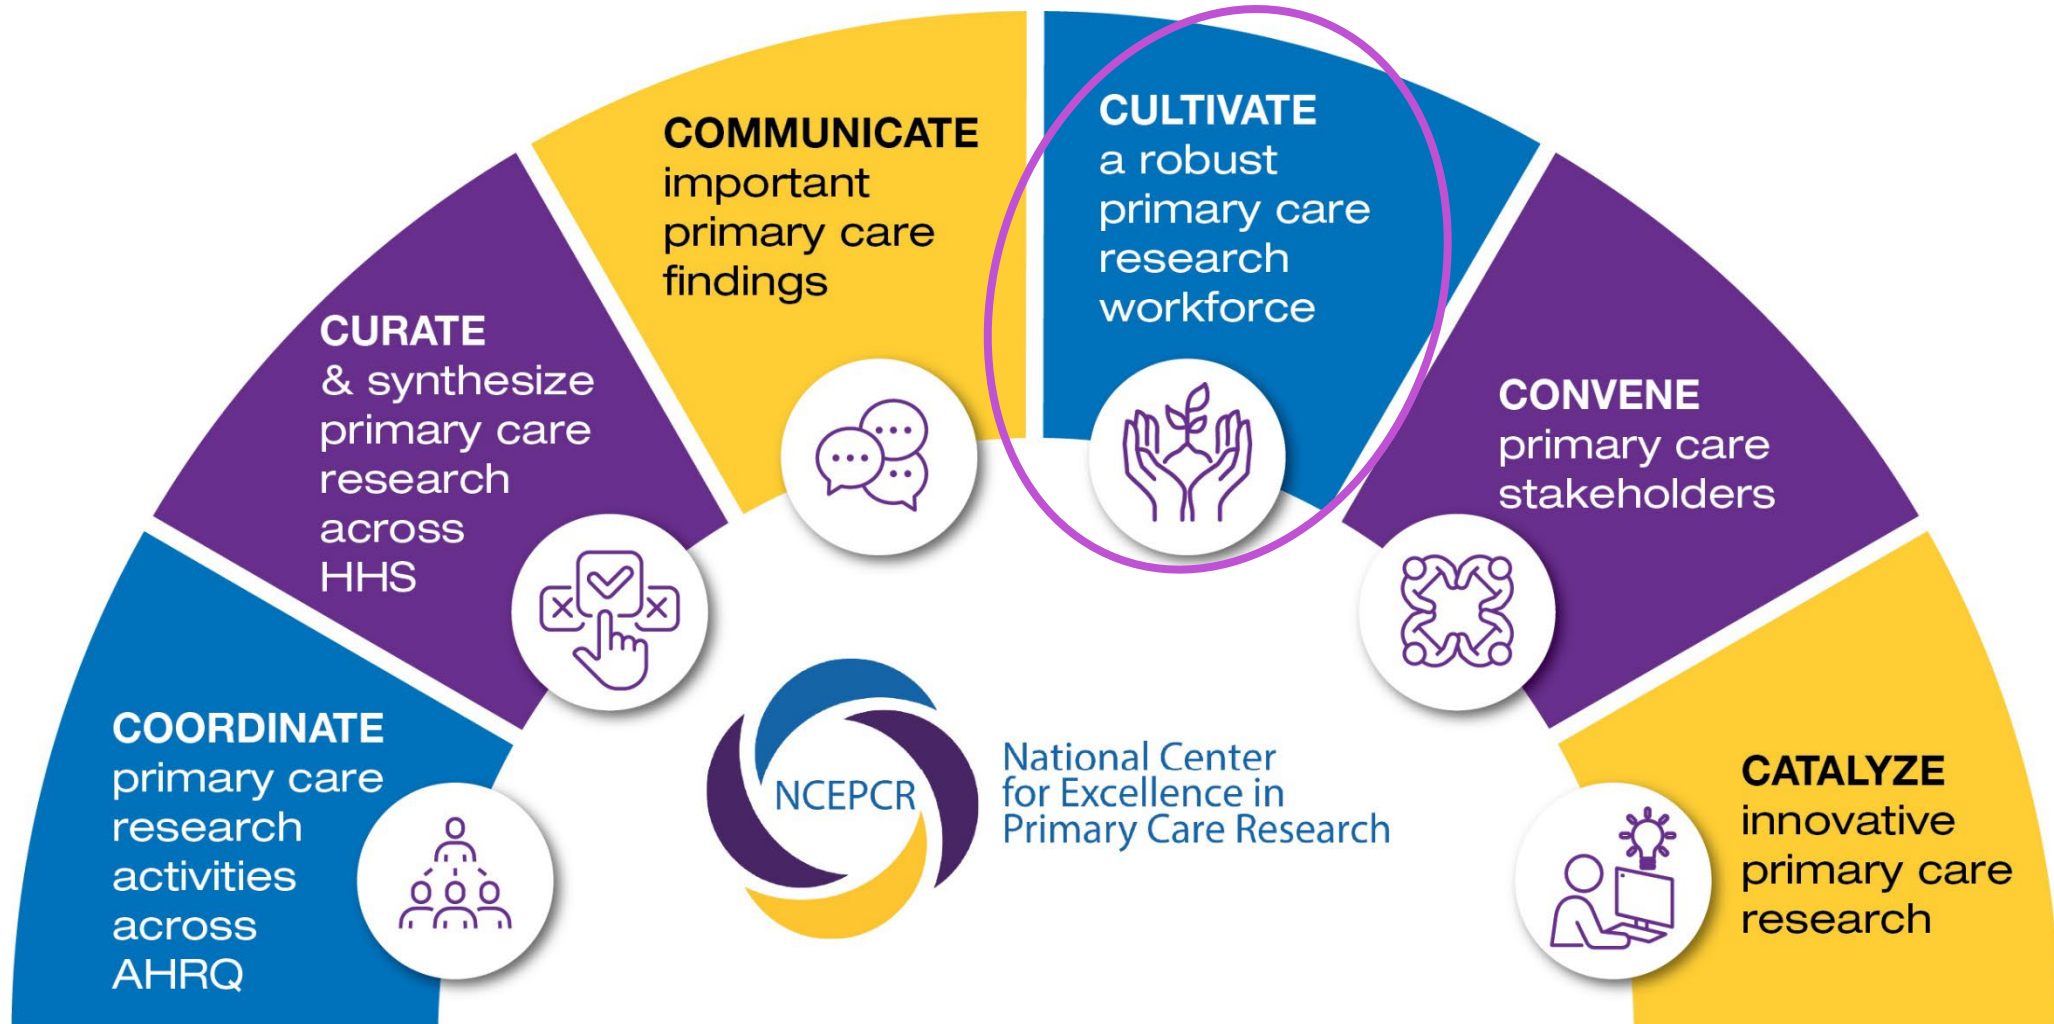 COORDINATE
primary care
research
activities
across
AHRQ
CURATE
& synthesize
primary care
research
across
HHS
COMMUNICATE
important
primary care
findings
CULTIVATE
a robust
primary care
research
workforce
CONVENE
primary care
stakeholders
CATALYZE
innovative
primary care
research
NCEPCR
National Center
for Excellence in
Primary Care Research